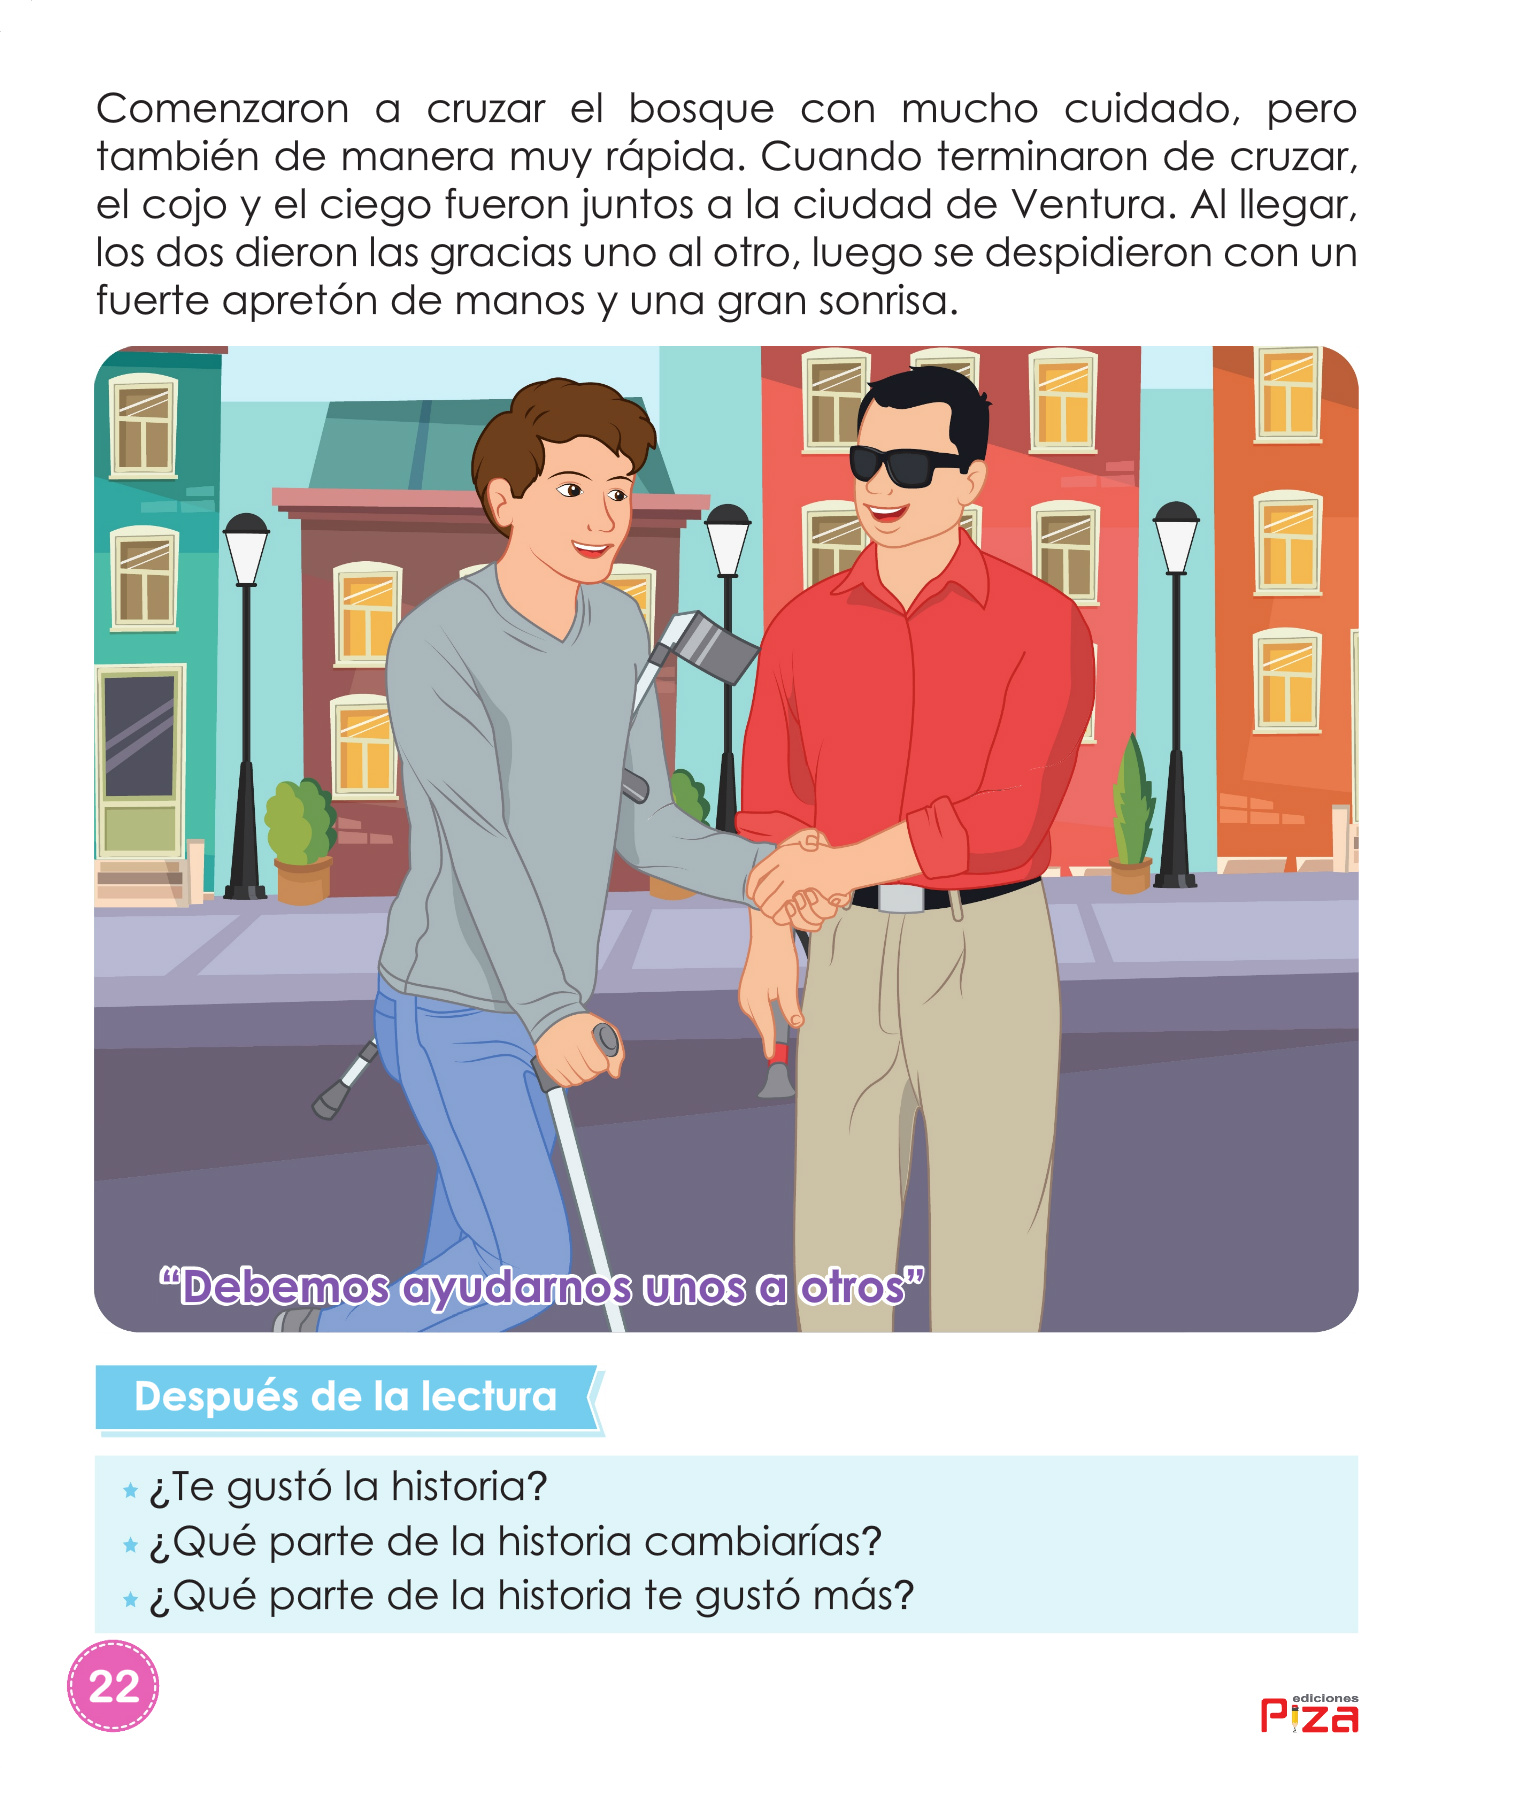 Comenzaron a cruzar el bosque con mucho cuidado, pero
también de manera muy rápida. Cuando terminaron de cruzar,
el cojo y el ciego fueron juntos a la ciudad de Ventura. Al llegar,
los dos dieron las gracias uno al otro, luego se despidieron con un
fuerte apretón de manos y una gran sonrisa.
“Debemos ayudarnos unos a otros”
Después de la lectura
¿Te gustó la historia?
¿Qué parte de la historia cambiarías?
¿Qué parte de la historia te gustó más?
22
ediciones
Piza